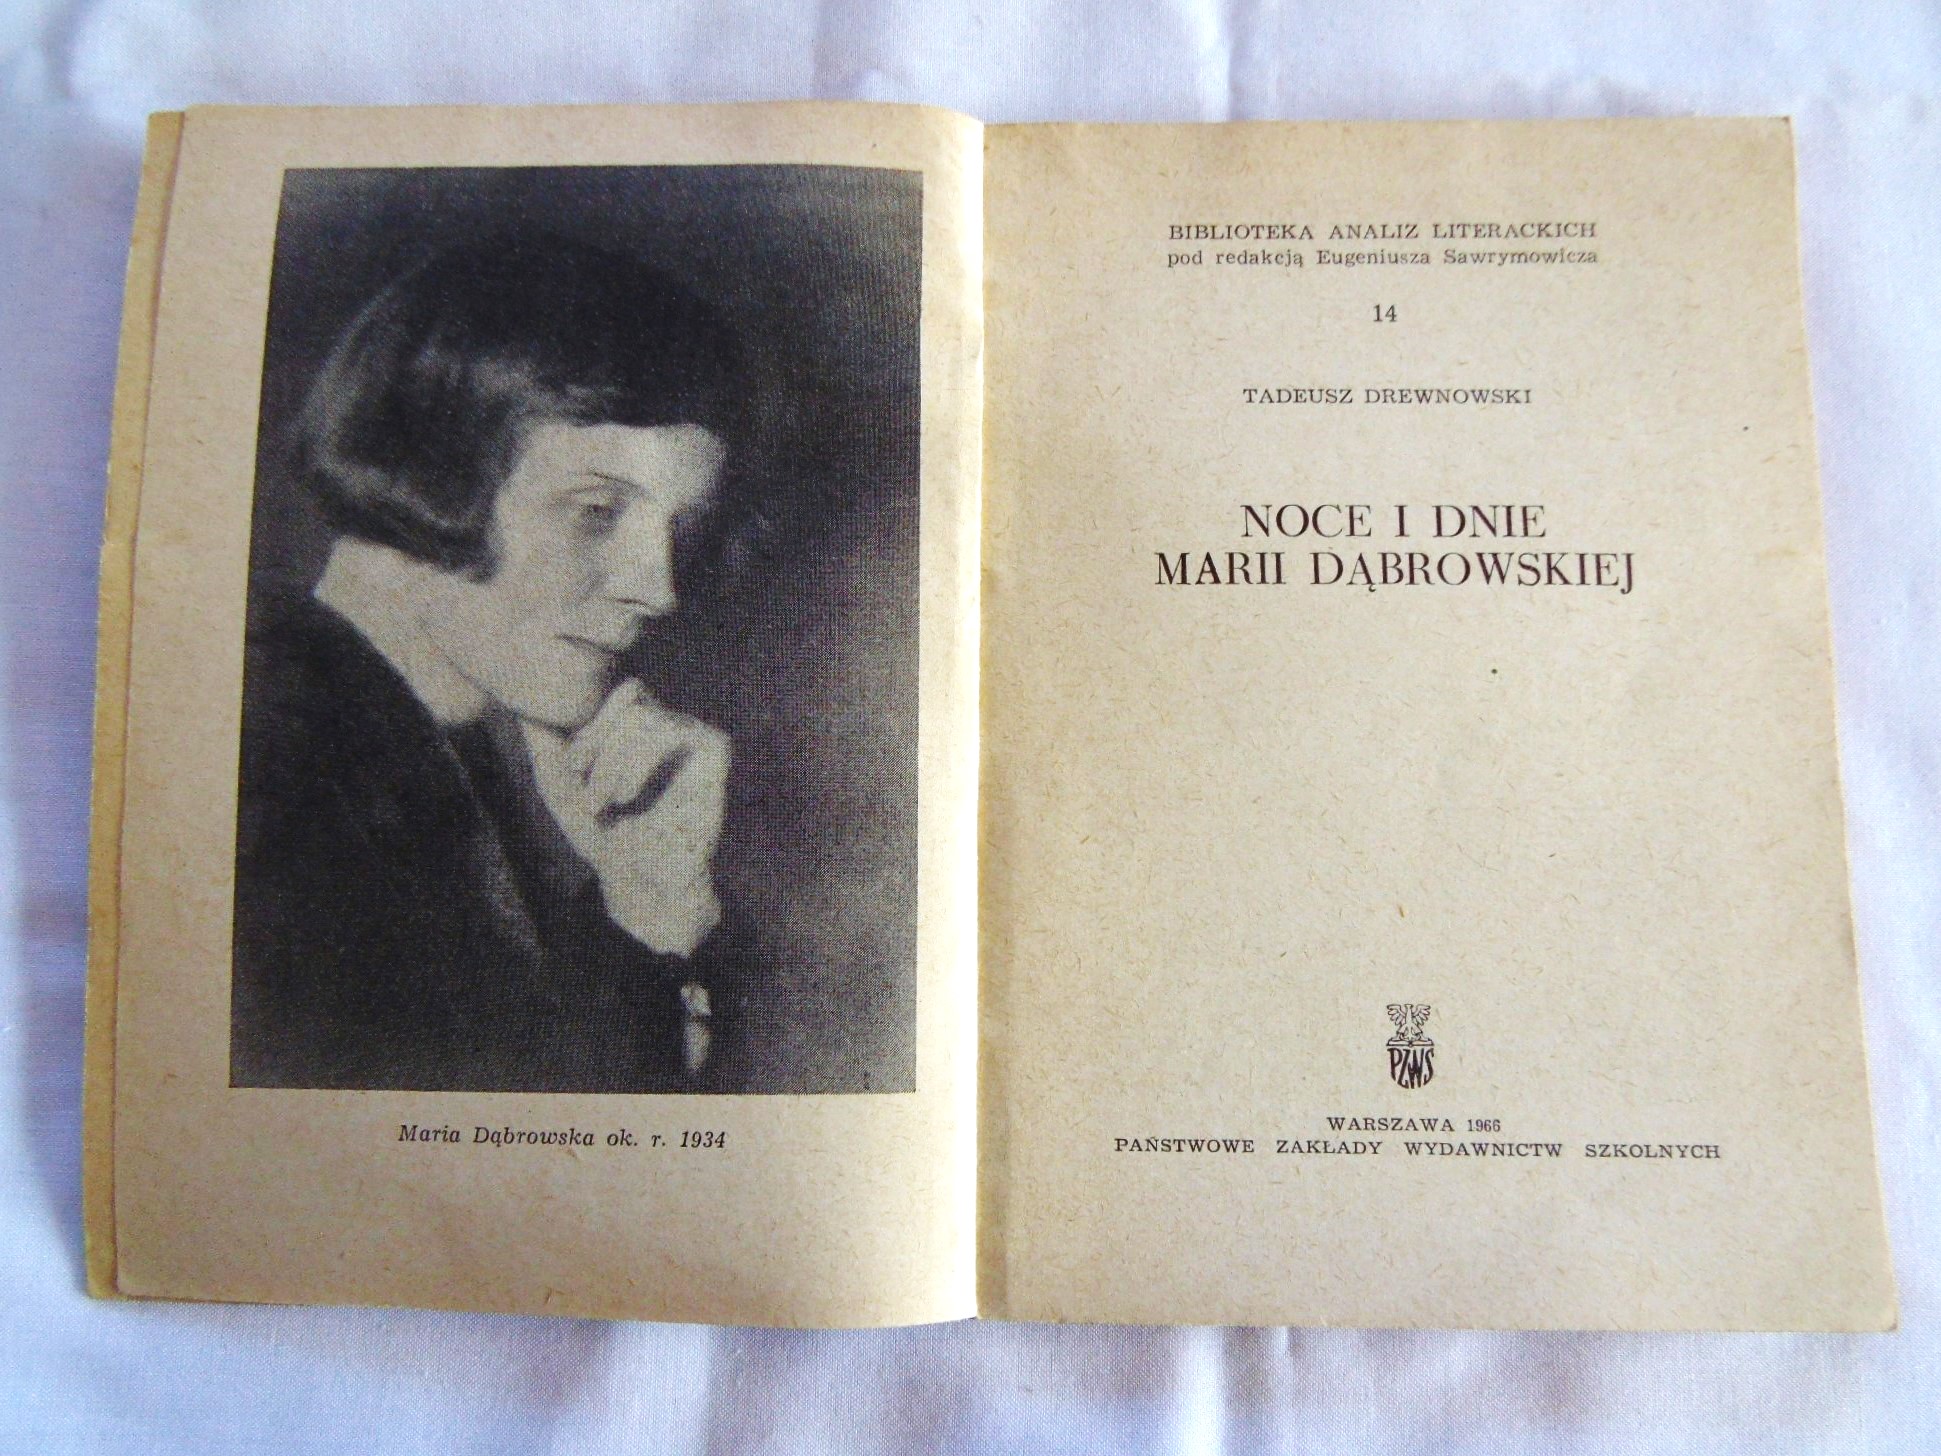 Maria Dąbrowska ok. r. 1934
BIBLIOTEKA ANALIZ LITERACKICH
pod redakcją Eugeniusza Sawrymowicza
14
TADEUSZ DREWNOWSKI
NOCE I DNIE
MARII DĄBROWSKIEJ
PZWS
WARSZAWA 1966
PAŃSTWOWE ZAKŁADY WYDAWNICTW SZKOLNYCH